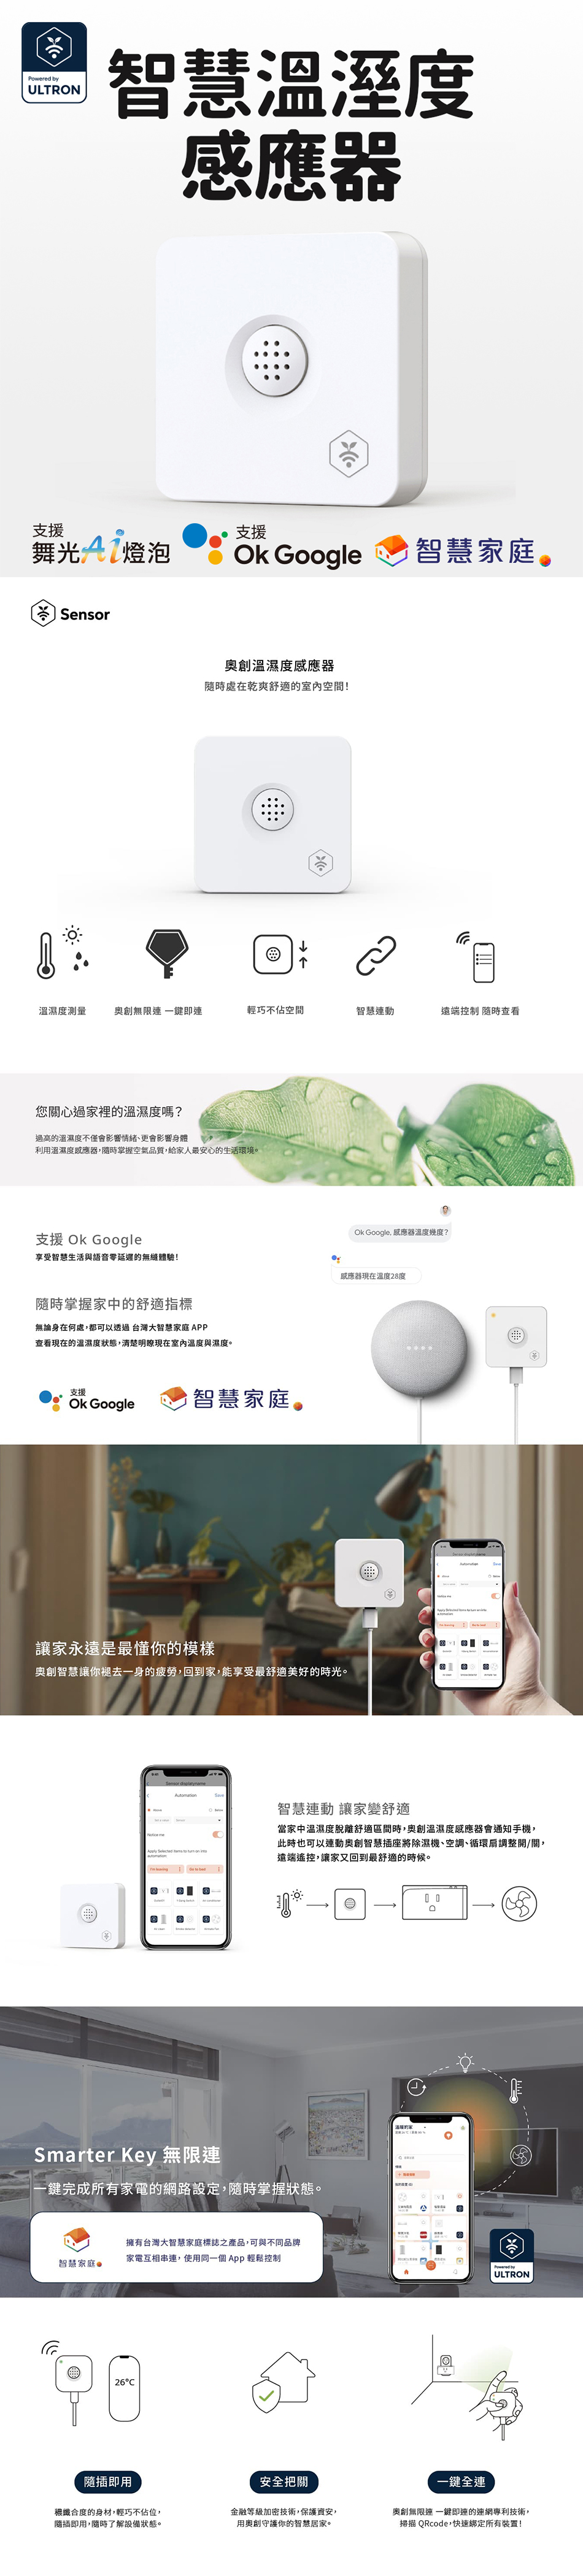 Powered by
ULTRON
智慧溫溼度
感應器
支援
舞光Ai燈泡
支援
Ok Google
智慧家庭
Sensor
奧創溫濕度感應器
隨時處在乾爽舒適的室內空間!
溫濕度測量
奧創無限連 一鍵即連
輕巧不佔空間
智慧連動
遠端控制 隨時查看
您關心過家裡的溫濕度嗎?
過高的溫濕度不僅會影響情緒、更會影響身體
利用溫濕度感應器,隨時掌握空氣品質,給家人最安心的生活環境。
支援 Ok Google
享受智慧生活與語音零延遲的無縫體驗!
Ok Google, 感應器溫度幾度?
感應器現在溫度28度
隨時掌握家中的舒適指標
無論身在何處,都可以透過 台灣大智慧家庭 APP
查看現在的溫濕度狀態,清楚明瞭現在室內溫度與濕度。
支援
Ok Google
智慧家庭
Automation
Save
讓家永遠是最懂你的模樣
奧創智慧讓你褪去一身的疲勞,回到家,能享受最舒適美好的時光。
Sensor displayname
Automation
Save
Above
Below
Notice me
Apply Selected items to turn on into
automation
I'm leaving
Go to bed
智慧連動 讓家變舒適
當家中溫濕度脫離舒適區間時,奧創溫濕度感應器會通知手機,
此時也可以連動奧創智慧插座將除濕機、空調、循環扇調整開/關,
遠端遙控,讓家又回到最舒適的時候。
Smarter Key 無限連
一鍵完成所有家電的網路設定,隨時掌握狀態。
智慧家庭
擁有台灣大智慧家庭標誌之產品,可與不同品牌
家電互相串連, 使用同一個 App 輕鬆控制
Powered by
ULTRON
26°C
隨插即用
穠纖合度的身材,輕巧不佔位,
隨插即用,隨時了解設備狀態。
安全把關
金融等級加密技術,保護資安,
用奧創守護你的智慧居家。
一鍵全連
奧創無限連 一鍵即連的連網專利技術,
掃描 QRcode,快速綁定所有裝置!